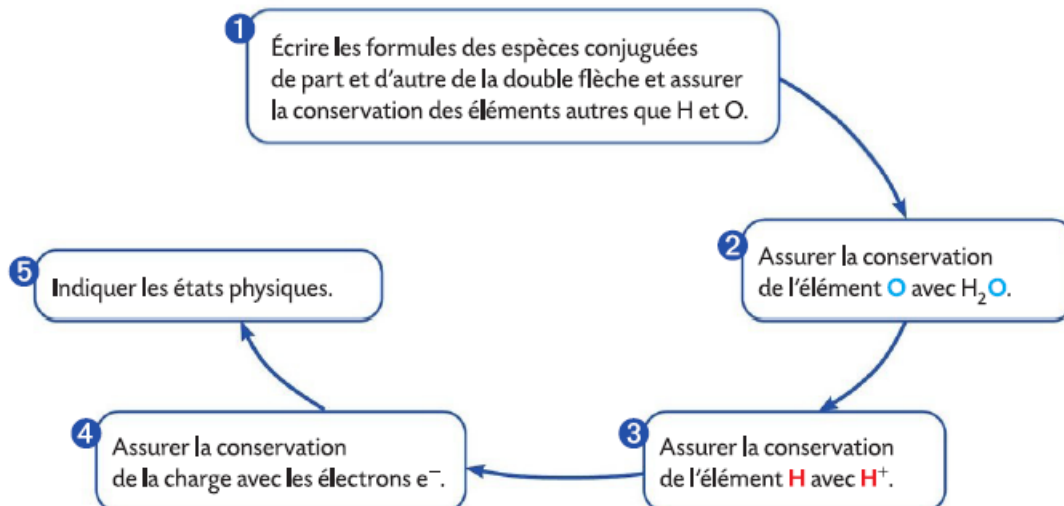 1
Écrire les formules des espèces conjuguées
de part et d'autre de la double flèche et assurer
la conservation des éléments autres que H et O.
2
Assurer la conservation
de l'élément O avec H₂O.
3
Assurer la conservation
de l'élément H avec H⁺.
4
Assurer la conservation
de la charge avec les électrons e⁻.
5
Indiquer les états physiques.